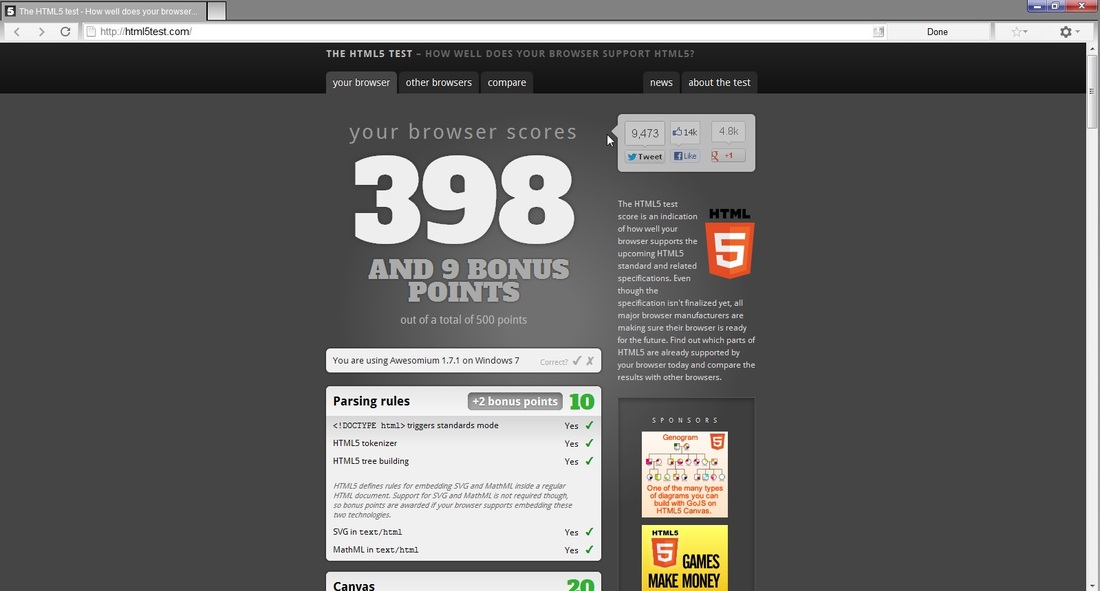 The HTML5 test - How well does your browser...
http://html5test.com/
Done
THE HTML5 TEST – HOW WELL DOES YOUR BROWSER SUPPORT HTML5?
your browser
other browsers
compare
news
about the test
your browser scores
398
AND 9 BONUS
POINTS
out of a total of 500 points
You are using Awesomium 1.7.1 on Windows 7
Correct? ✔ ✘
Parsing rules
+2 bonus points
10
<!DOCTYPE html> triggers standards mode
Yes ✔
HTML5 tokenizer
Yes ✔
HTML5 tree building
Yes ✔
HTML5 defines rules for embedding SVG and MathML inside a regular
HTML document. Support for SVG and MathML is not required though,
so bonus points are awarded if your browser supports embedding these
two technologies.
SVG in text/html
Yes ✔
MathML in text/html
Yes ✔
Canvas
20
9,473
14k
4.8k
Tweet
Like
+1
The HTML5 test
score is an indication
of how well your
browser supports the
upcoming HTML5
standard and related
specifications. Even
though the
specification isn't finalized yet, all
major browser manufacturers are
making sure their browser is ready
for the future. Find out which parts of
HTML5 are already supported by
your browser today and compare the
results with other browsers.
HTML
5
SPONSORS
Genogram
5
One of the many types
of diagrams you can
build with GoJS on
HTML5 Canvas.
HTML5
5
GAMES
MAKE MONEY